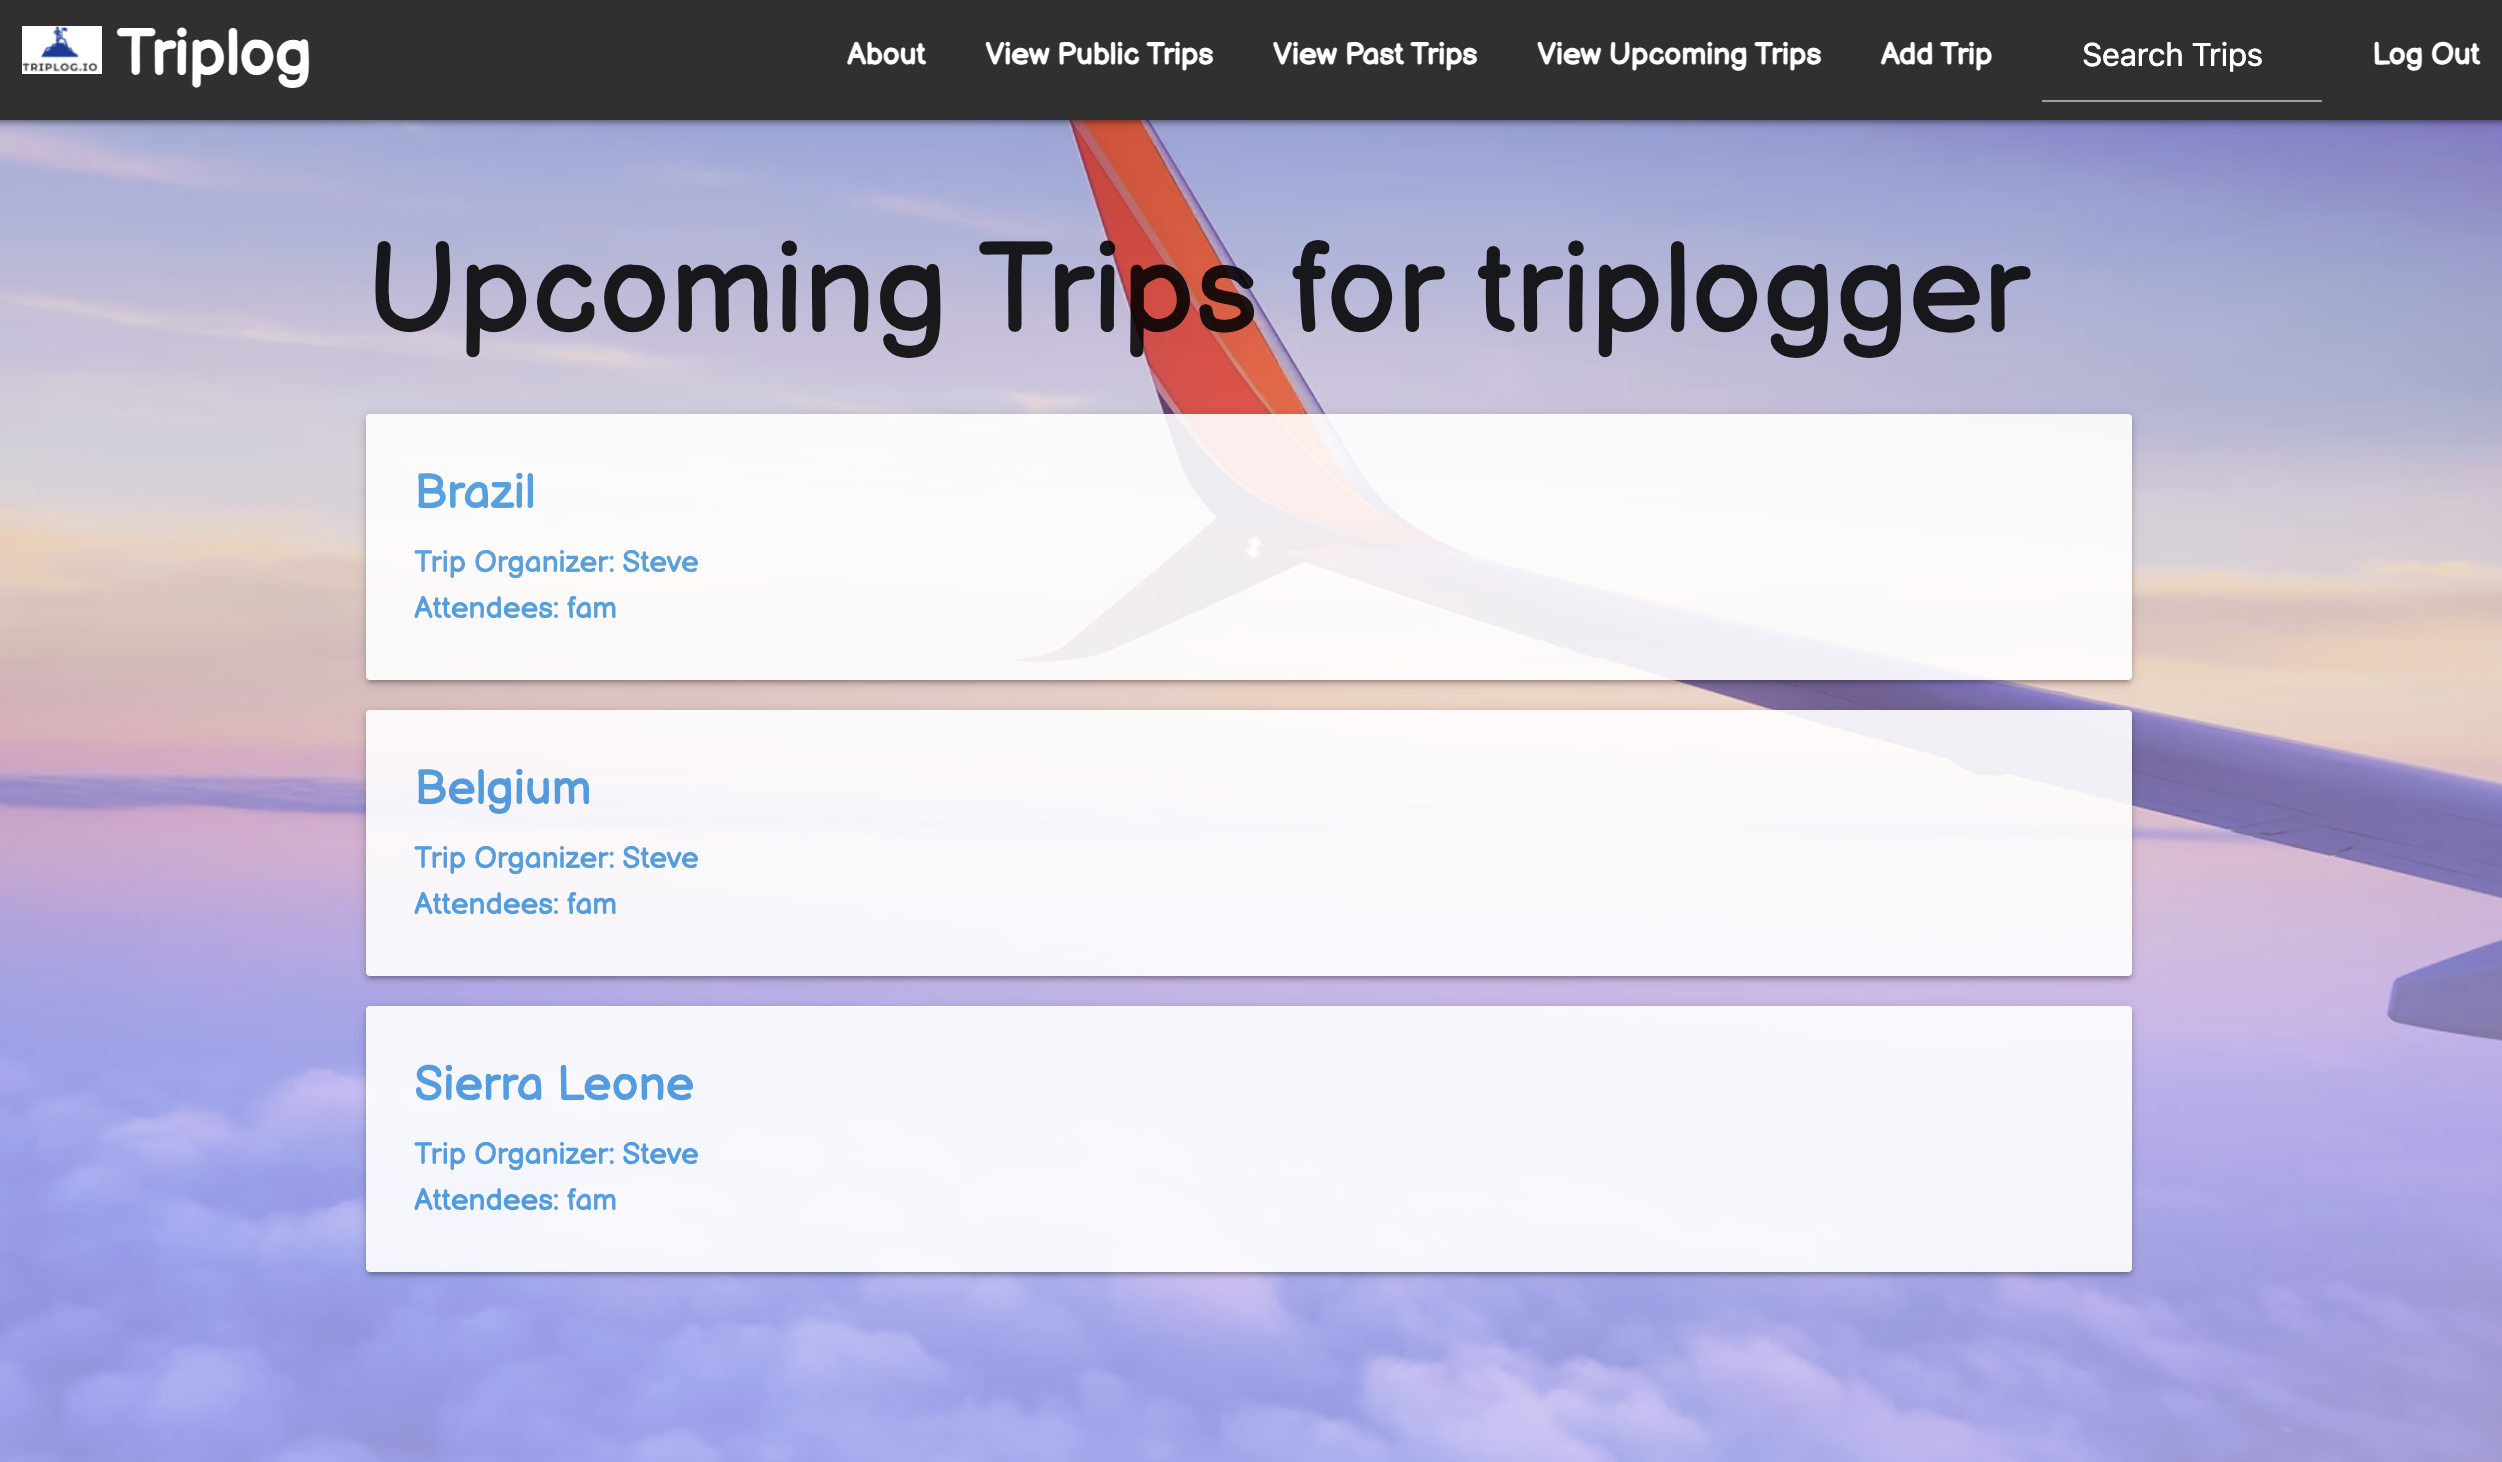 TRIPLOG.IO
Triplog
About View Public Trips View Past Trips View Upcoming Trips Add Trip Search Trips Log Out
Upcoming Trips for triplogger
Brazil
Trip Organizer: Steve
Attendees: fam
Belgium
Trip Organizer: Steve
Attendees: fam
Sierra Leone
Trip Organizer: Steve
Attendees: fam